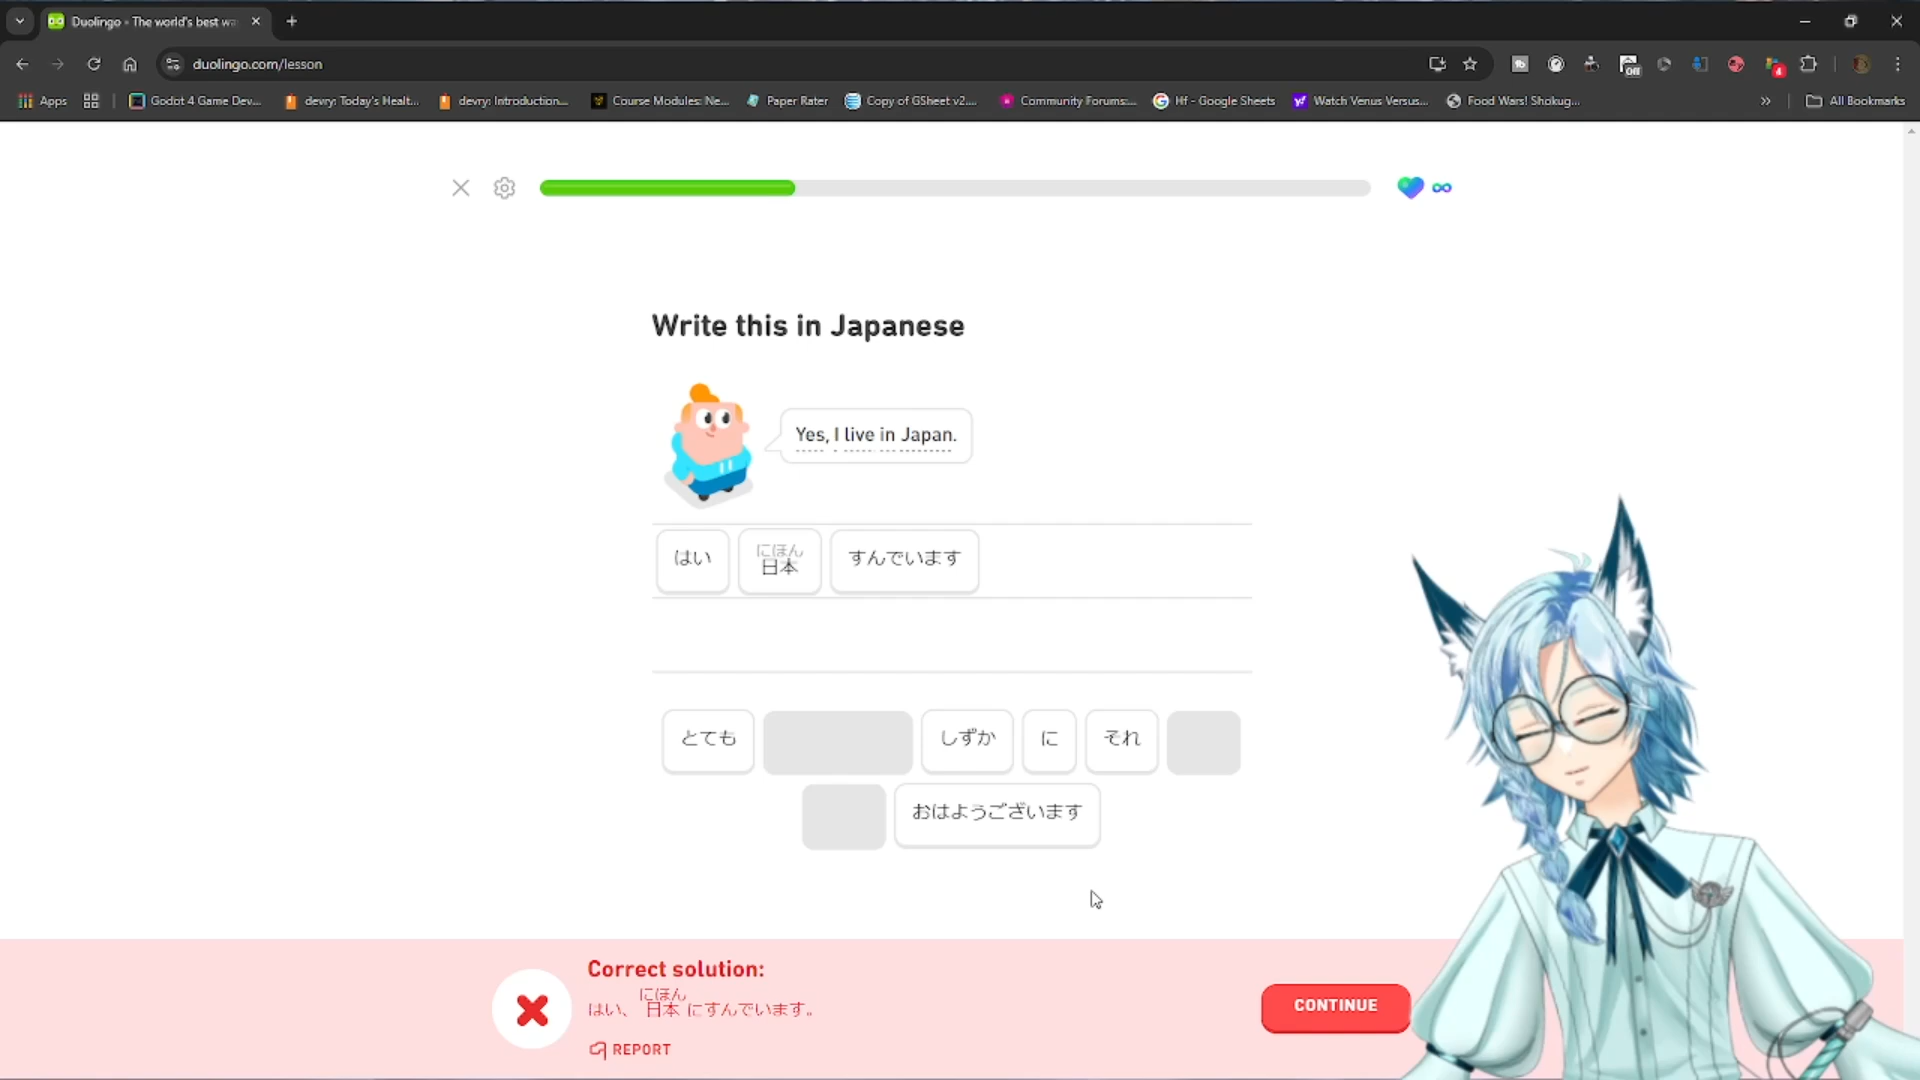 Duolingo - The world's best wa
duolingo.com/lesson
Off
4
Apps
Godot 4 Game Dev...
devry: Today's Healt...
devry: Introduction...
Course Modules: Ne...
Paper Rater
Copy of GSheet v2....
Community Forums:...
Hf - Google Sheets
Watch Venus Versus...
Food Wars! Shokug...
All Bookmarks
Write this in Japanese
Yes, I live in Japan.
はい
にほん
日本
すんでいます
とても
しずか
に
それ
おはようございます
Correct solution:
にほん
はい、日本にすんでいます。
REPORT
CONTINUE